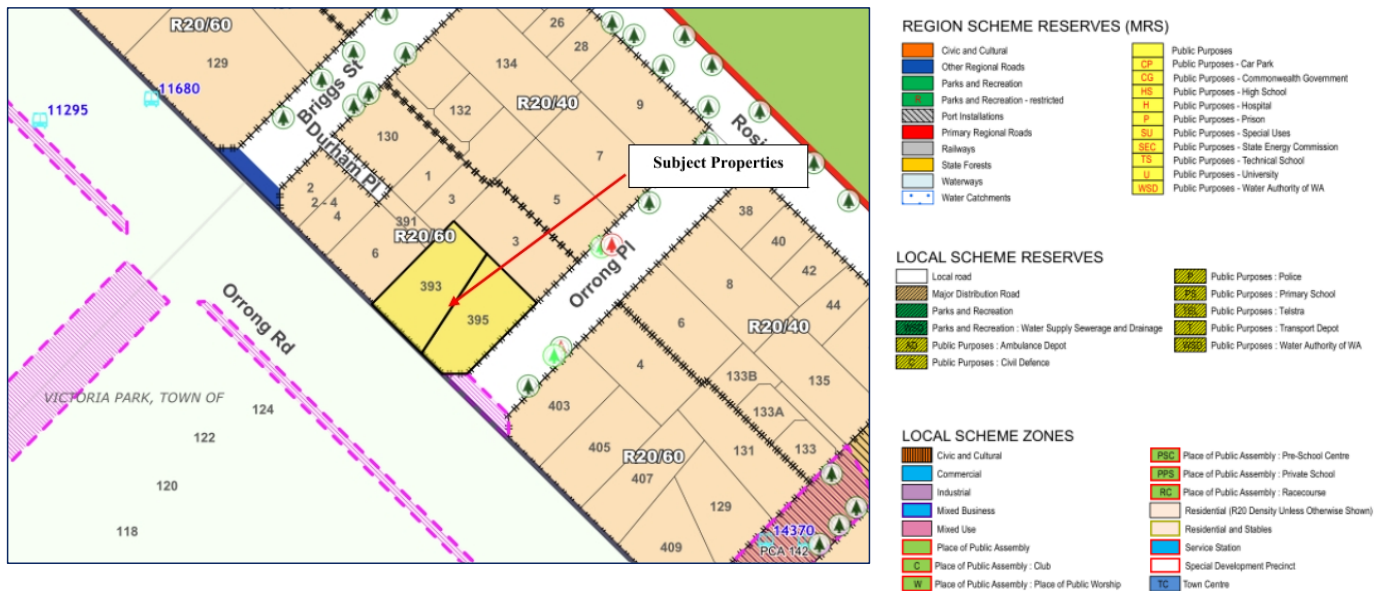 R20/60
129
11680
11295
Briggs St
Durham Pl
26
28
134
132
R20/40
9
130
7
Rosi
Subject Properties
1
2
2 - 4
4
3
5
391
R20/60
3
6
393
395
Orrong Pl
38
40
42
8
44
R20/40
6
Orrong Rd
VICTORIA PARK, TOWN OF
124
122
120
118
4
133B
135
133A
403
405
131
133
R20/60
407
129
409
14370
PCA 142
REGION SCHEME RESERVES (MRS)
Civic and Cultural
Other Regional Roads
Parks and Recreation
R Parks and Recreation - restricted
Port Installations
Primary Regional Roads
Railways
State Forests
Waterways
Water Catchments
Public Purposes
CP Public Purposes - Car Park
CG Public Purposes - Commonwealth Government
HS Public Purposes - High School
H Public Purposes - Hospital
P Public Purposes - Prison
SU Public Purposes - Special Uses
SEC Public Purposes - State Energy Commission
TS Public Purposes - Technical School
U Public Purposes - University
WSD Public Purposes - Water Authority of WA
LOCAL SCHEME RESERVES
Local road
Major Distribution Road
Parks and Recreation
WSD Parks and Recreation : Water Supply Sewerage and Drainage
AD Public Purposes : Ambulance Depot
C Public Purposes : Civil Defence
P Public Purposes : Police
PS Public Purposes : Primary School
TEL Public Purposes : Telstra
T Public Purposes : Transport Depot
WSD Public Purposes : Water Authority of WA
LOCAL SCHEME ZONES
Civic and Cultural
Commercial
Industrial
Mixed Business
Mixed Use
Place of Public Assembly
C Place of Public Assembly : Club
W Place of Public Assembly : Place of Public Worship
PSC Place of Public Assembly : Pre-School Centre
PPS Place of Public Assembly : Private School
RC Place of Public Assembly : Racecourse
Residential (R20 Density Unless Otherwise Shown)
Residential and Stables
Service Station
Special Development Precinct
TC Town Centre